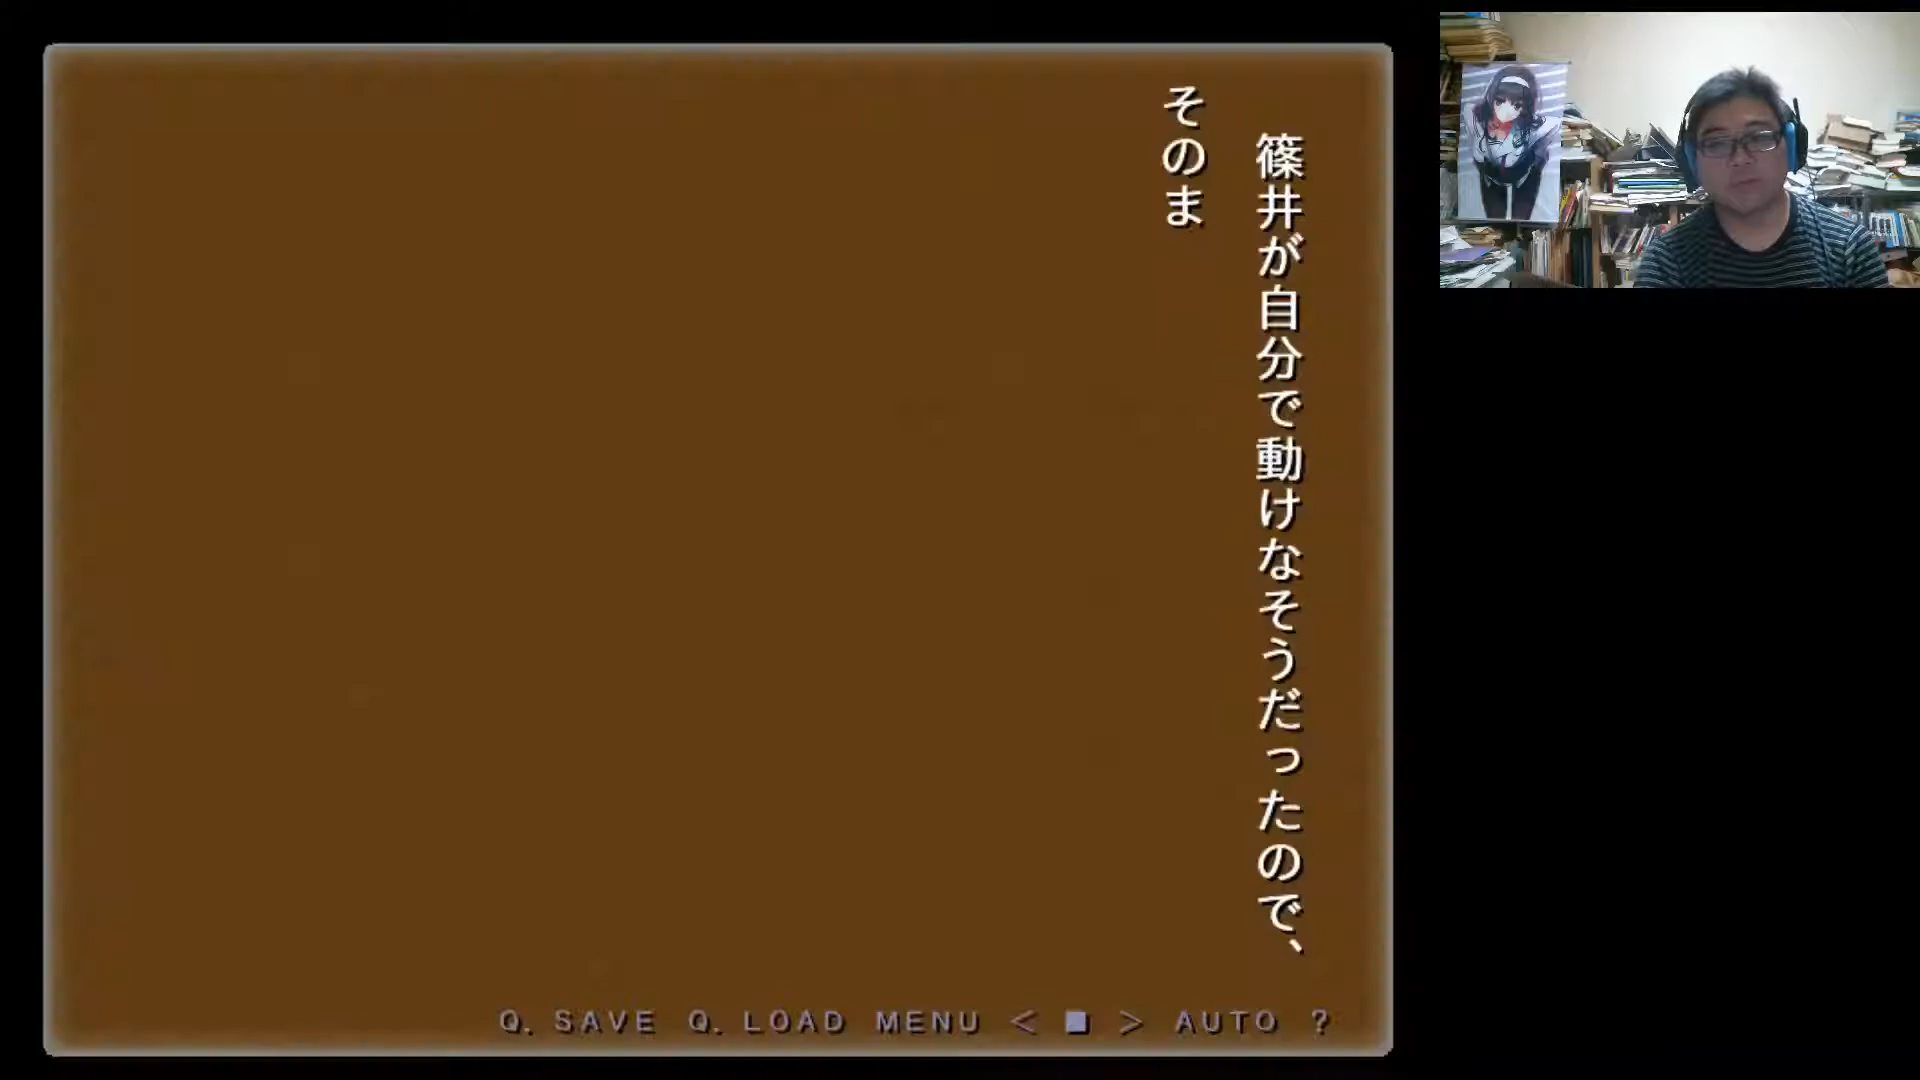 篠井が自分で動けなそうだったので、
そのま
Q. SAVE Q. LOAD MENU < ■ > AUTO ?